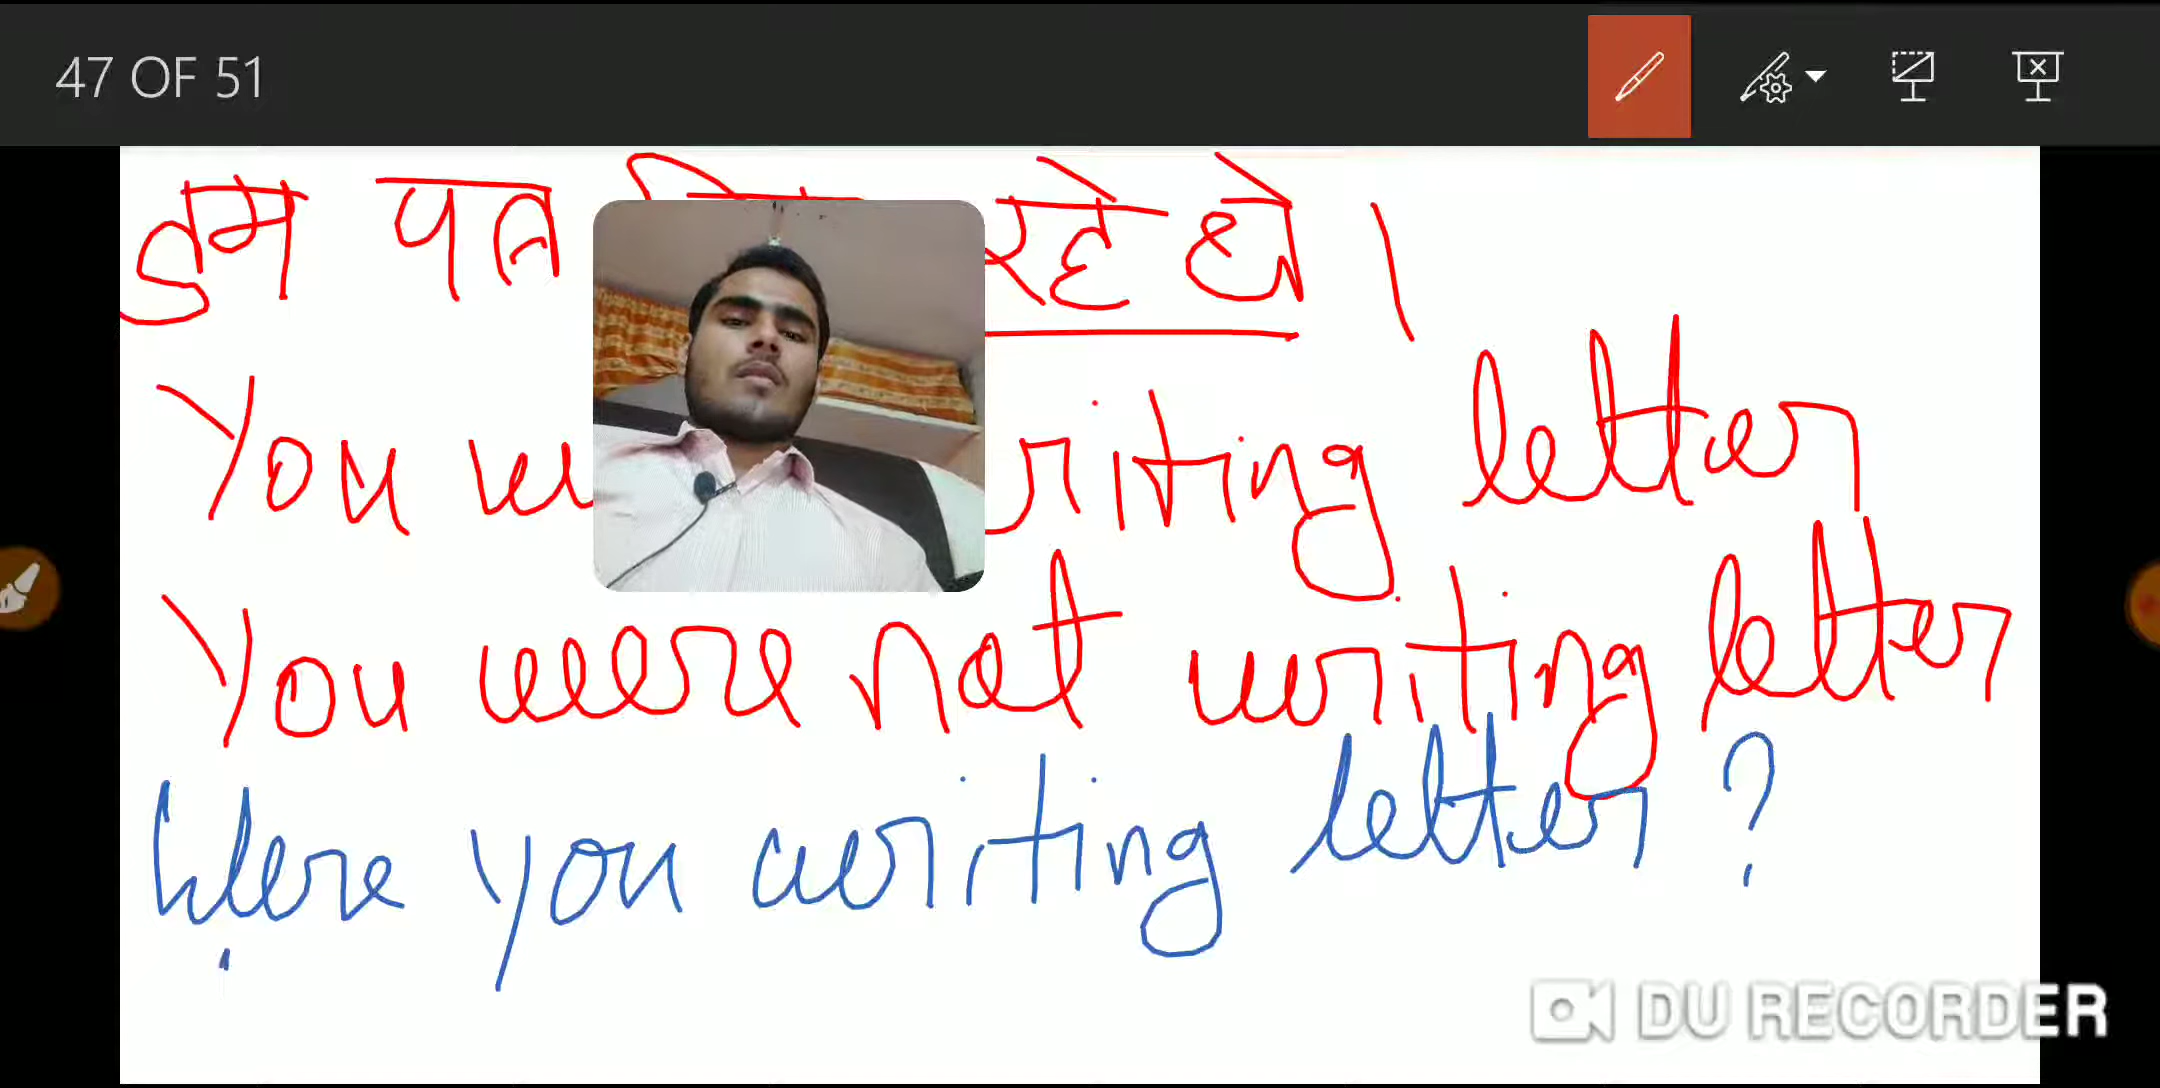 47 OF 51
तुम पत्र रहे थे ।
You writing letter
You were not writing letter
Were you writing letter ?
DU RECORDER